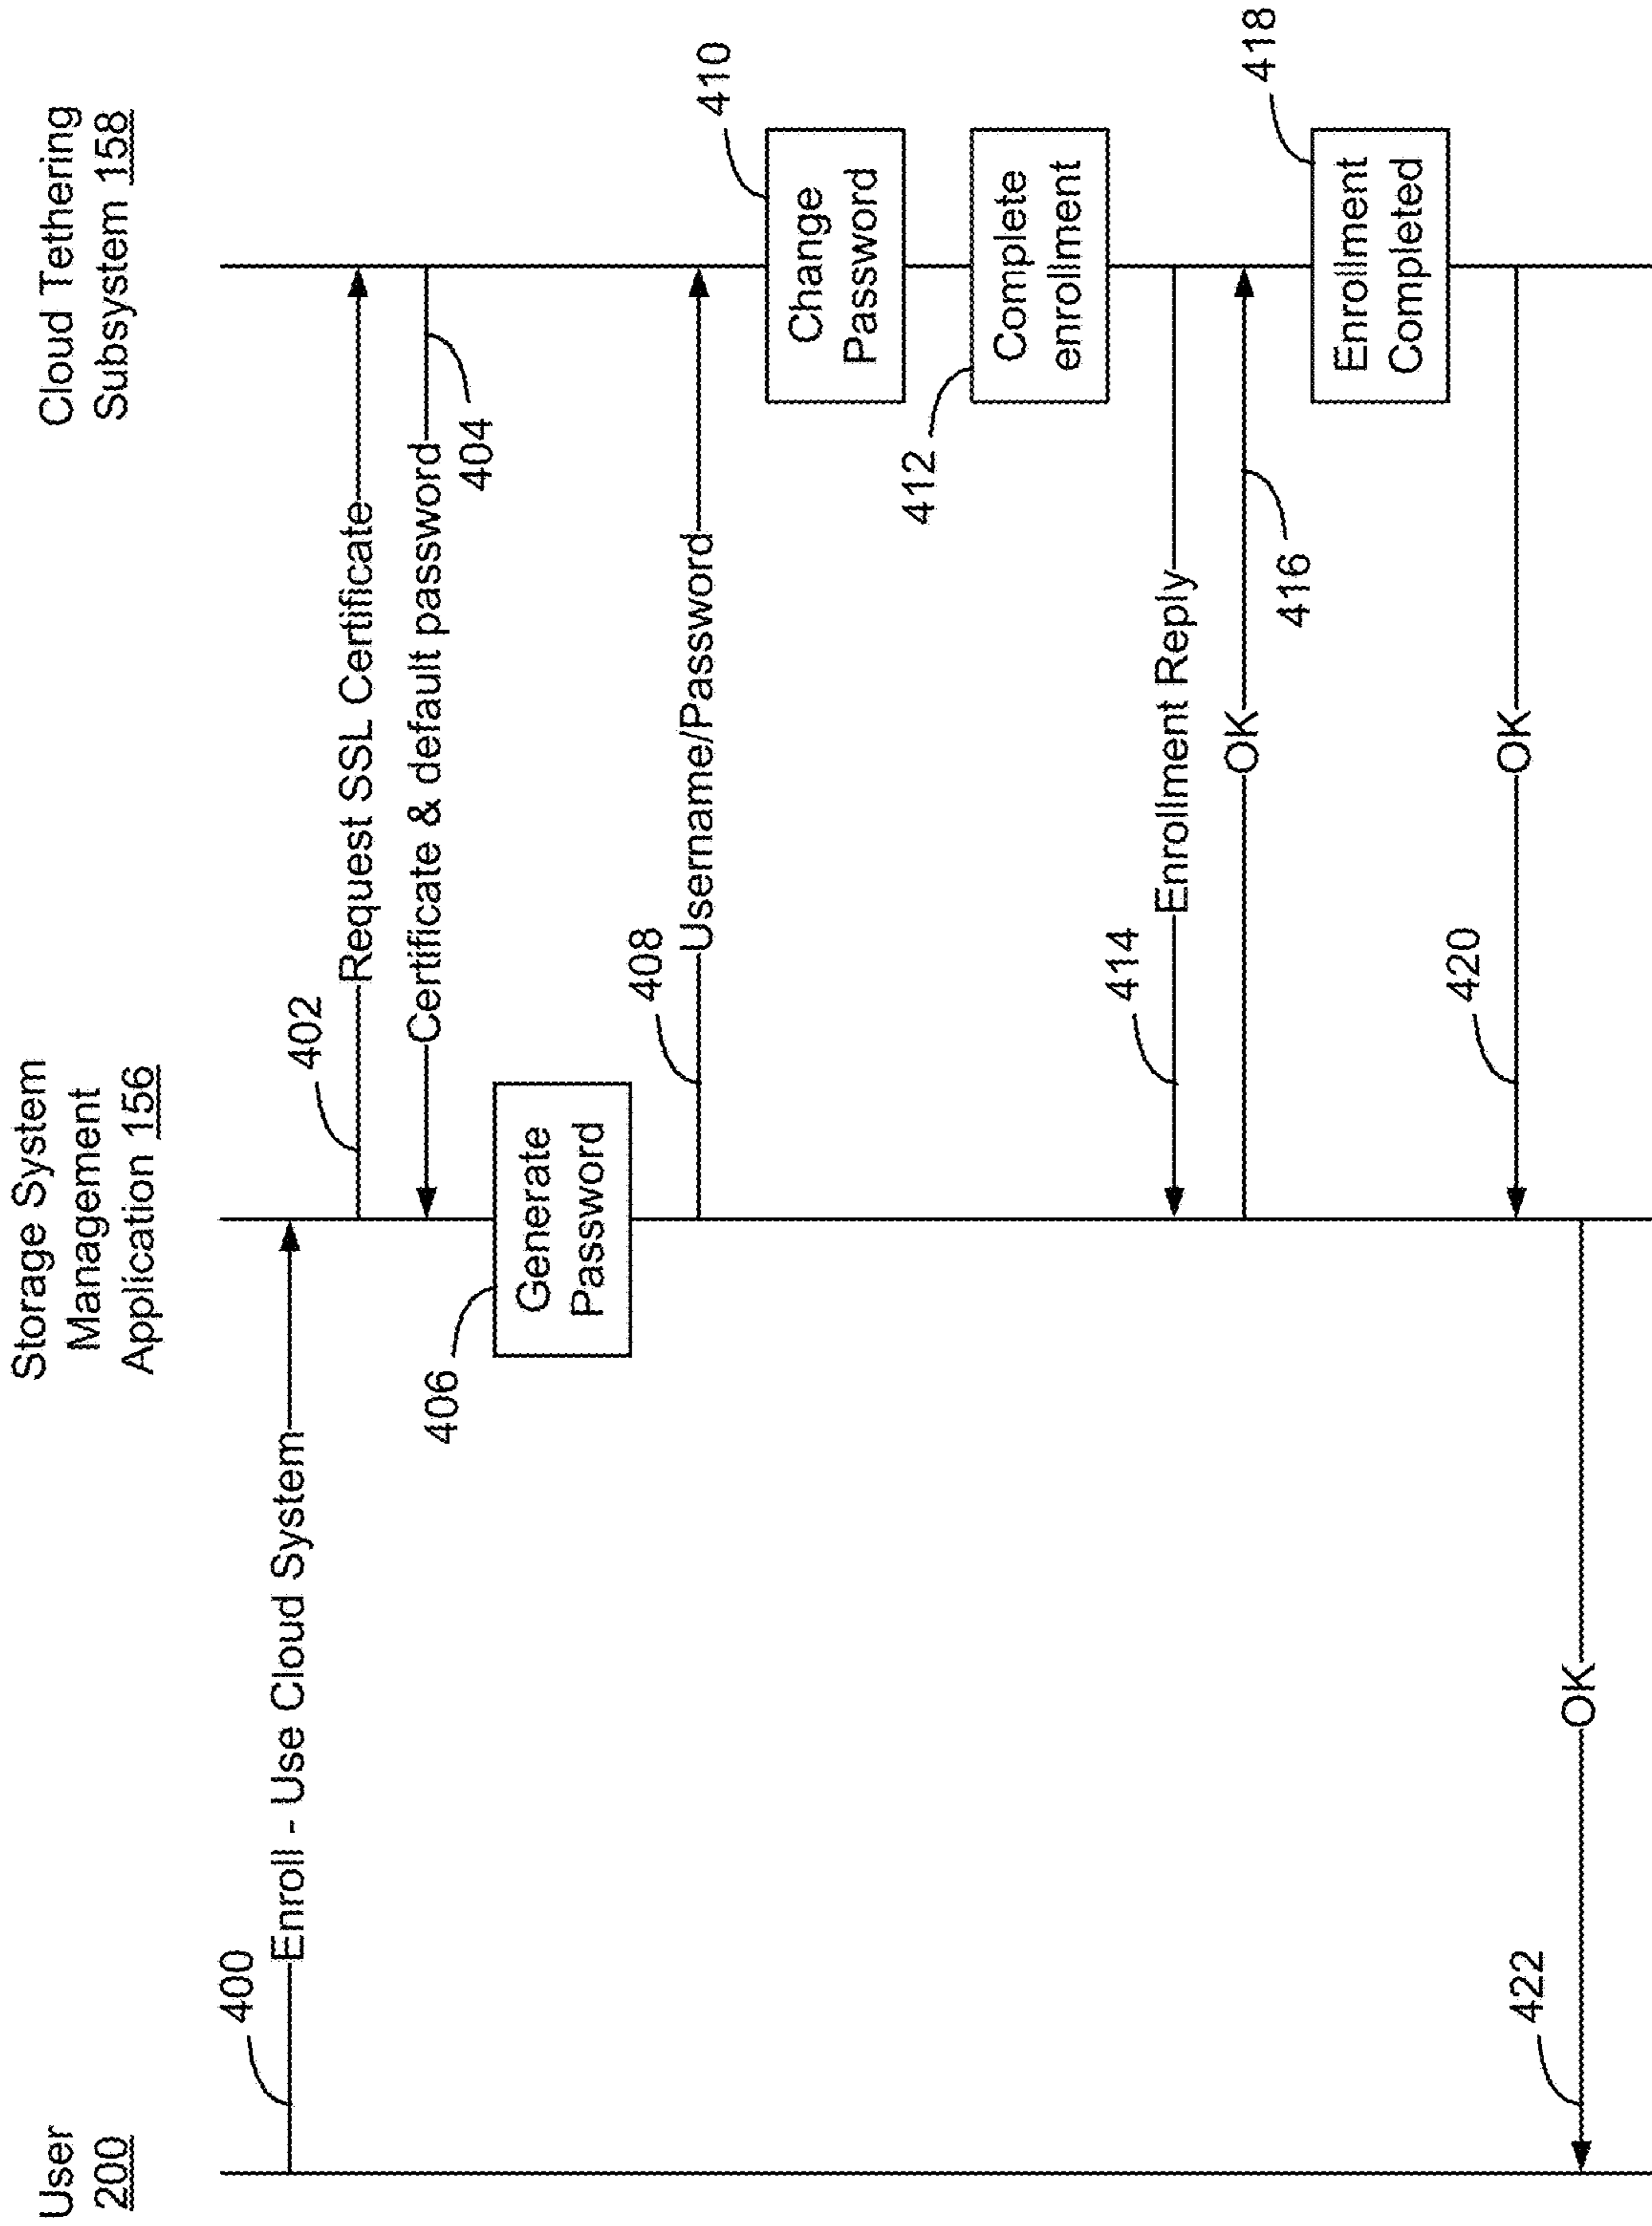 User
200
Storage System
Management
Application 156
Cloud Tethering
Subsystem 158
400
Enroll - Use Cloud System
402
Request SSL Certificate
Certificate & default password
404
406
Generate
Password
408
Username/Password
410
Change
Password
412
Complete
enrollment
414
Enrollment Reply
OK
416
418
Enrollment
Completed
420
OK
422
OK